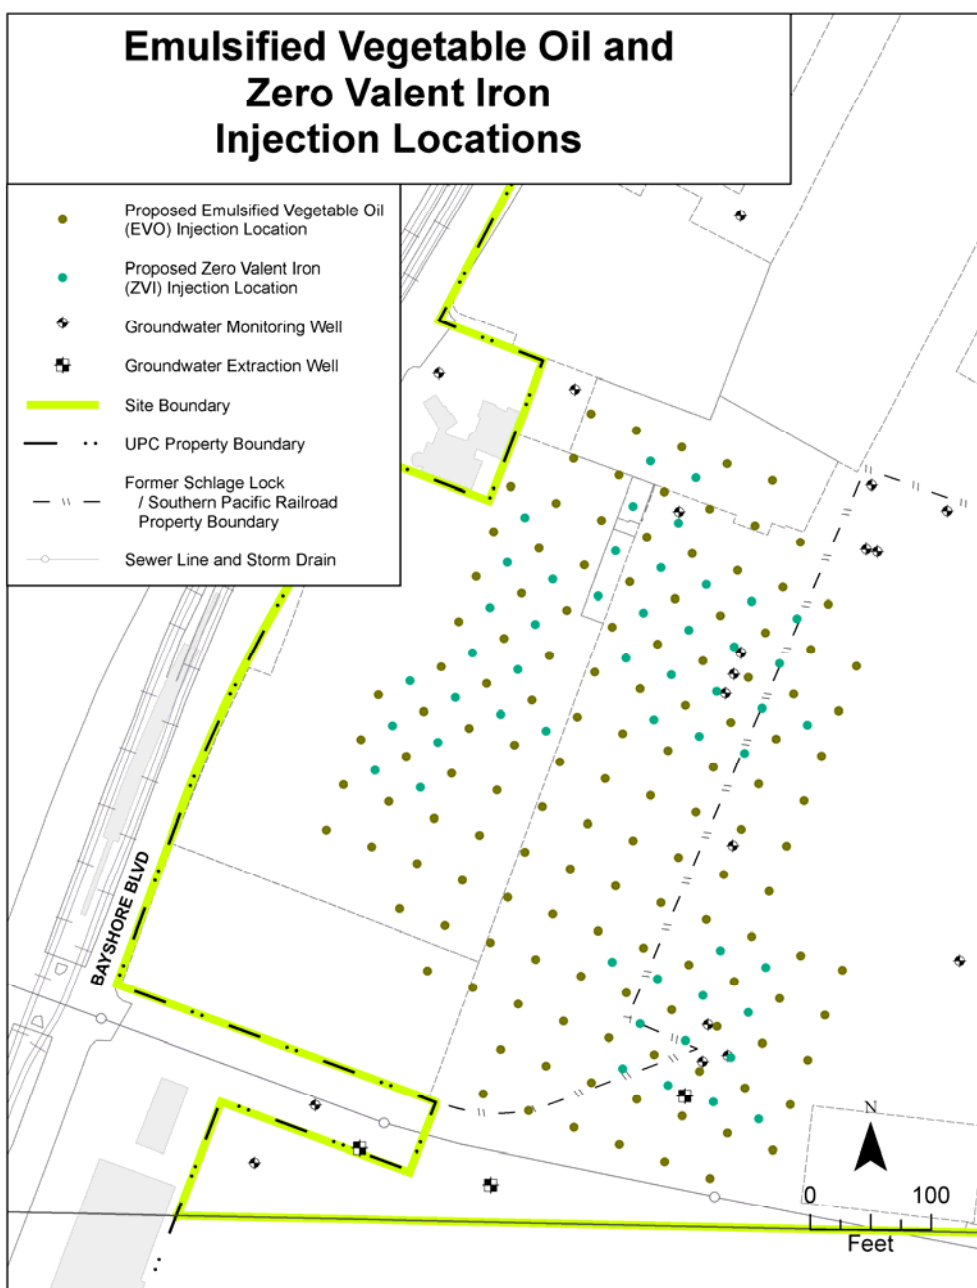 Emulsified Vegetable Oil and
Zero Valent Iron
Injection Locations
Proposed Emulsified Vegetable Oil
(EVO) Injection Location
Proposed Zero Valent Iron
(ZVI) Injection Location
Groundwater Monitoring Well
Groundwater Extraction Well
Site Boundary
UPC Property Boundary
Former Schlage Lock
/ Southern Pacific Railroad
Property Boundary
Sewer Line and Storm Drain
BAYSHORE BLVD
N
0 100
Feet